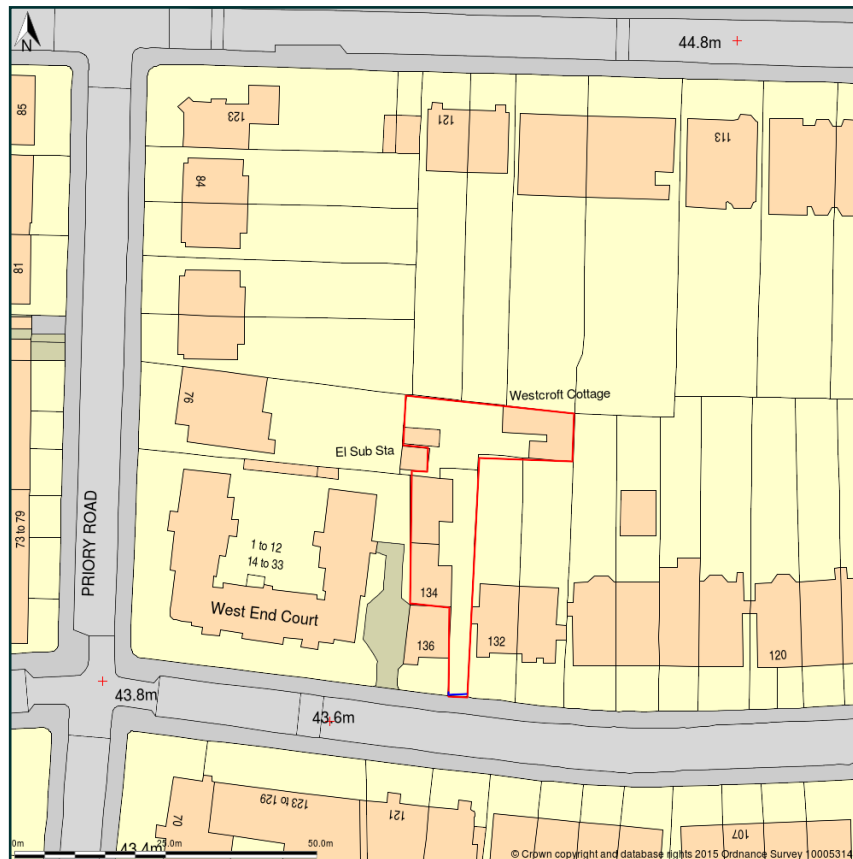 N
44.8m
85
123
121
113
84
81
Westcroft Cottage
76
El Sub Sta
PRIORY ROAD
73 to 79
1 to 12
14 to 33
134
West End Court
136
132
120
43.8m
43.6m
70
123 to 129
121
107
43.4m
0m
25.0m
50.0m
© Crown copyright and database rights 2015 Ordnance Survey 10005314